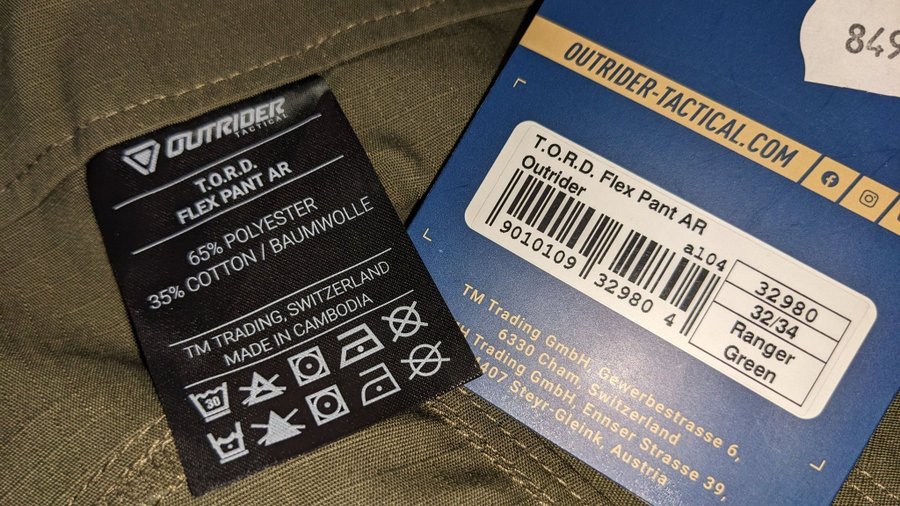 OUTRIDER
TACTICAL
T.O.R.D.
FLEX PANT AR
65% POLYESTER
35% COTTON / BAUMWOLLE
TM TRADING, SWITZERLAND
MADE IN CAMBODIA
30
849
OUTRIDER-TACTICAL.COM
T.O.R.D. Flex Pant AR
Outrider
a104
9010109 32980 4
32980
32/34
Ranger
Green
TM Trading GmbH, Gewerbestrasse 6,
6330 Cham, Switzerland
Trading GmbH, Ennser Strasse 39,
407 Steyr-Gleink, Austria